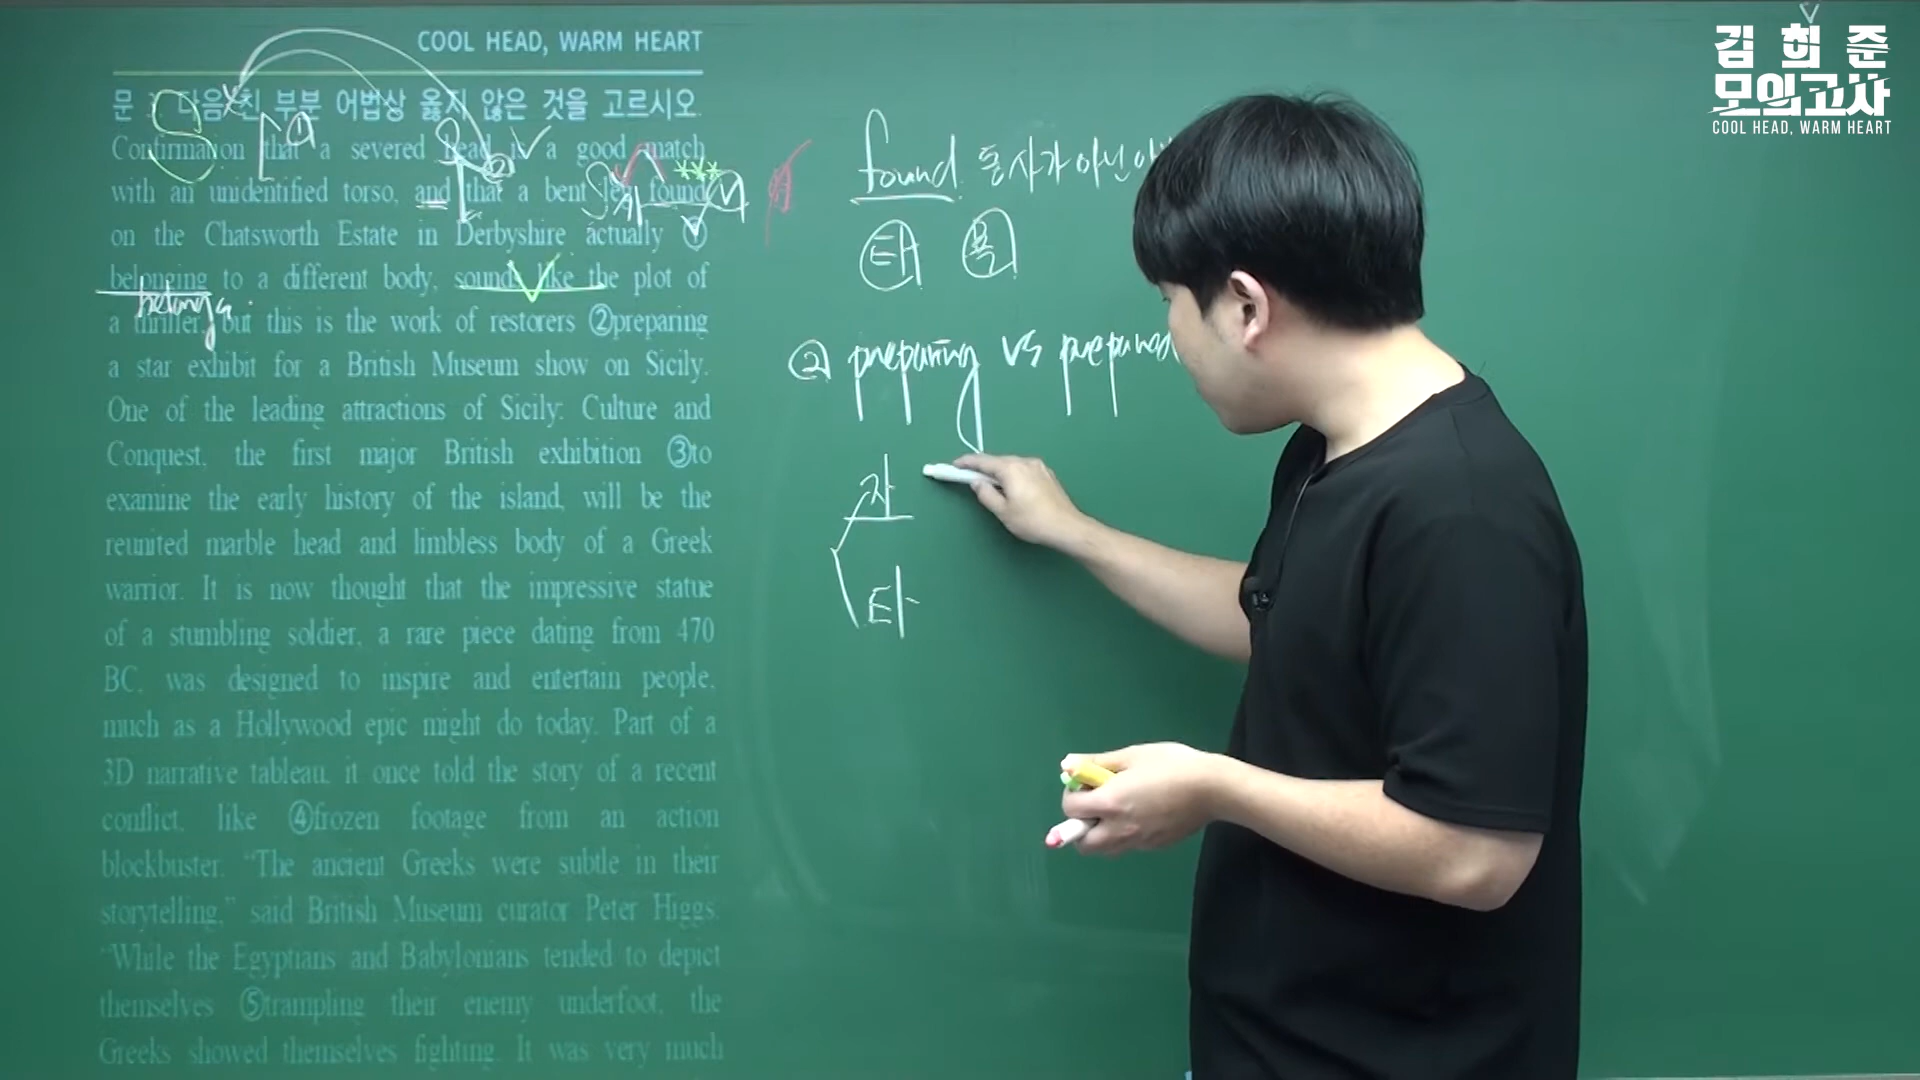 COOL HEAD, WARM HEART
문 다음 친 부분 어법상 옳지 않은 것을 고르시오.
Confirmation that a severed head is a good match
with an unidentified torso, and that a bent leg found
on the Chatsworth Estate in Derbyshire actually ①
belonging to a different body, sounds like the plot of
belongs
a thriller, but this is the work of restorers ②preparing
a star exhibit for a British Museum show on Sicily.
One of the leading attractions of Sicily: Culture and
Conquest, the first major British exhibition ③to
examine the early history of the island, will be the
reunited marble head and limbless body of a Greek
warrior. It is now thought that the impressive statue
of a stumbling soldier, a rare piece dating from 470
BC, was designed to inspire and entertain people,
much as a Hollywood epic might do today. Part of a
3D narrative tableau, it once told the story of a recent
conflict, like ④frozen footage from an action
blockbuster. “The ancient Greeks were subtle in their
storytelling,” said British Museum curator Peter Higgs.
“While the Egyptians and Babylonians tended to depict
themselves ⑤trampling their enemy underfoot, the
Greeks showed themselves fighting. It was very much
found 동사가 아닌
타 목
② preparing vs prepared
자
타
김희준
모의고사
COOL HEAD, WARM HEART